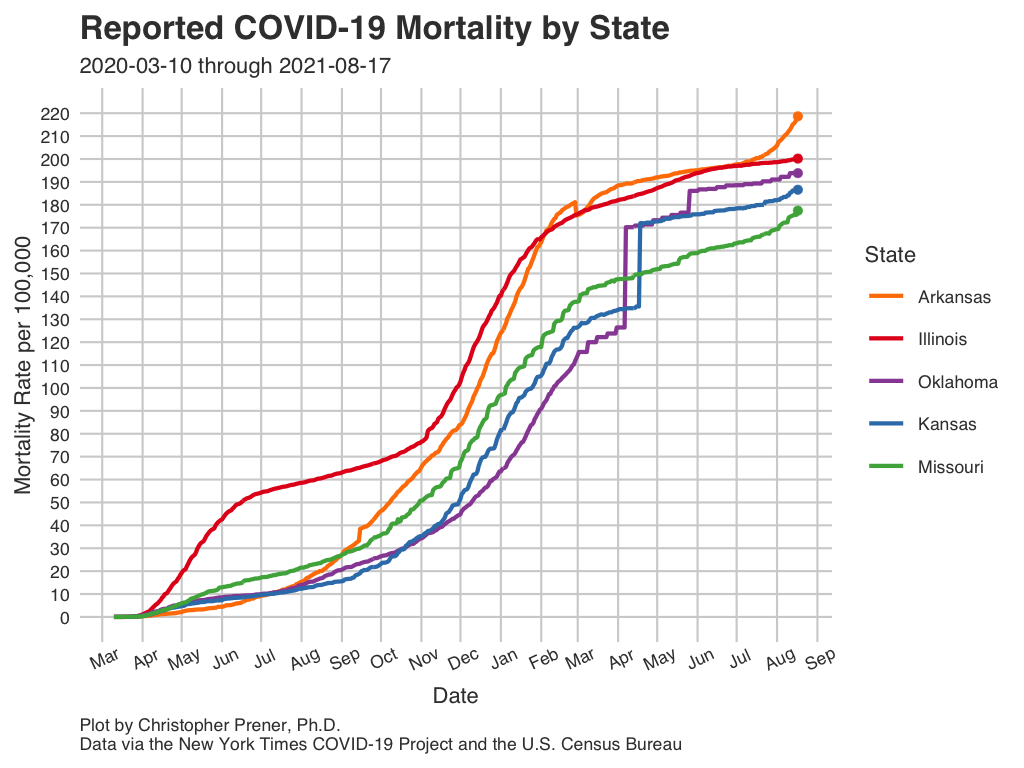 Reported COVID-19 Mortality by State
2020-03-10 through 2021-08-17
Mortality Rate per 100,000
220
210
200
190
180
170
160
150
140
130
120
110
100
90
80
70
60
50
40
30
20
10
0
Mar Apr May Jun Jul Aug Sep Oct Nov Dec Jan Feb Mar Apr May Jun Jul Aug Sep
Date
State
Arkansas
Illinois
Oklahoma
Kansas
Missouri
Plot by Christopher Prener, Ph.D.
Data via the New York Times COVID-19 Project and the U.S. Census Bureau